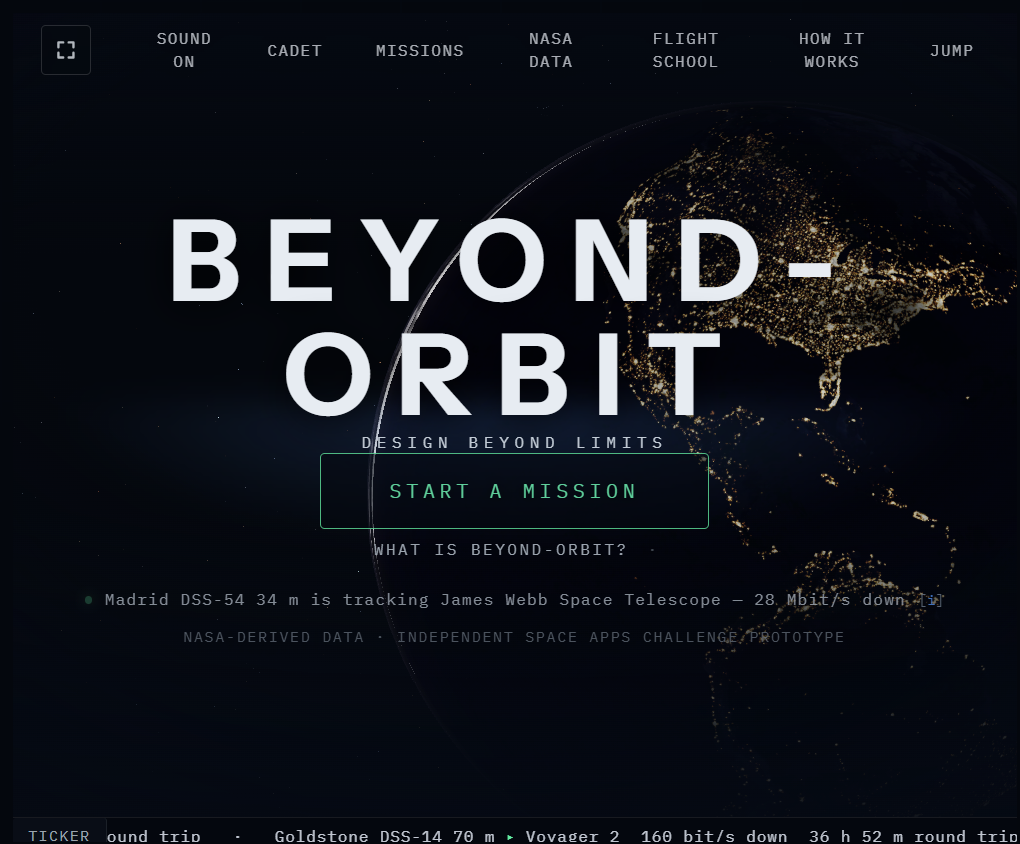 SOUND ON
CADET
MISSIONS
NASA DATA
FLIGHT SCHOOL
HOW IT WORKS
JUMP
BEYOND-
ORBIT
DESIGN BEYOND LIMITS
START A MISSION
WHAT IS BEYOND-ORBIT? ·
Madrid DSS-54 34 m is tracking James Webb Space Telescope — 28 Mbit/s down [i]
NASA-DERIVED DATA · INDEPENDENT SPACE APPS CHALLENGE PROTOTYPE
TICKER ound trip · Goldstone DSS-14 70 m ▸ Voyager 2 160 bit/s down 36 h 52 m round trip